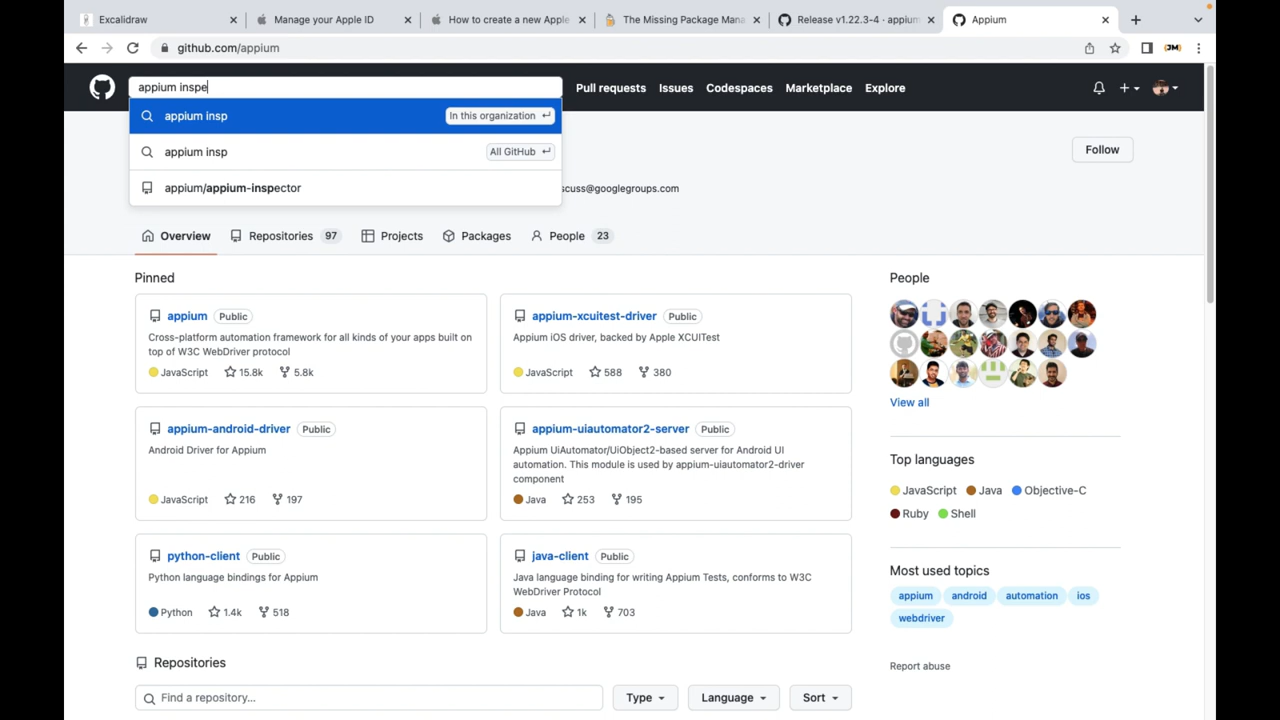 Excalidraw
Manage your Apple ID
How to create a new Apple
The Missing Package Mana
Release v1.22.3-4 · appium
Appium
github.com/appium
JM
appium inspe
Pull requests
Issues
Codespaces
Marketplace
Explore
appium insp
In this organization
appium insp
All GitHub
appium/appium-inspector
scuss@googlegroups.com
Follow
Overview
Repositories 97
Projects
Packages
People 23
Pinned
appium Public
Cross-platform automation framework for all kinds of your apps built on
top of W3C WebDriver protocol
JavaScript 15.8k 5.8k
appium-xcuitest-driver Public
Appium iOS driver, backed by Apple XCUITest
JavaScript 588 380
appium-android-driver Public
Android Driver for Appium
JavaScript 216 197
appium-uiautomator2-server Public
Appium UiAutomator/UiObject2-based server for Android UI
automation. This module is used by appium-uiautomator2-driver
component
Java 253 195
python-client Public
Python language bindings for Appium
Python 1.4k 518
java-client Public
Java language binding for writing Appium Tests, conforms to W3C
WebDriver Protocol
Java 1k 703
People
View all
Top languages
JavaScript Java Objective-C
Ruby Shell
Most used topics
appium android automation ios
webdriver
Report abuse
Repositories
Find a repository...
Type
Language
Sort